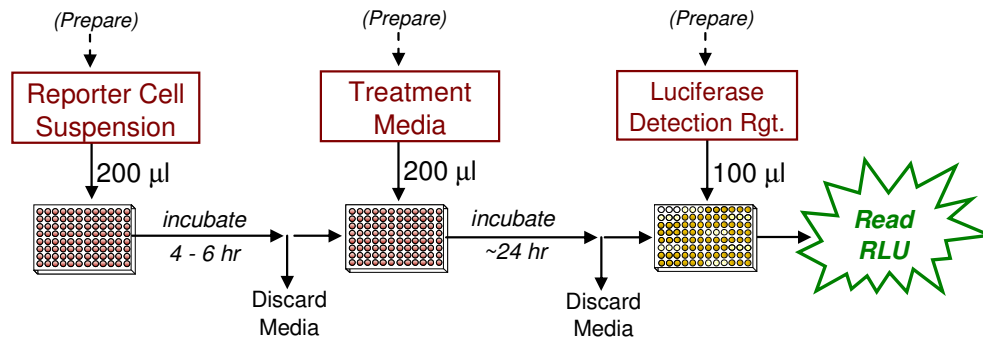 (Prepare)
(Prepare)
(Prepare)
Reporter Cell
Suspension
Treatment
Media
Luciferase
Detection Rgt.
200 μl
200 μl
100 μl
incubate
4 - 6 hr
incubate
~24 hr
Read
RLU
Discard
Media
Discard
Media